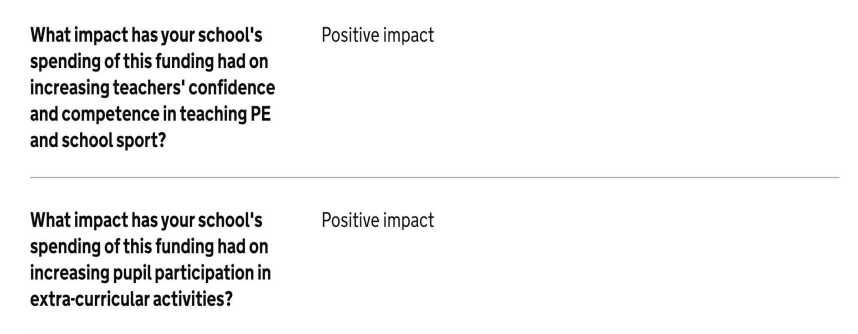 What impact has your school's
spending of this funding had on
increasing teachers' confidence
and competence in teaching PE
and school sport?
Positive impact
What impact has your school's
spending of this funding had on
increasing pupil participation in
extra-curricular activities?
Positive impact